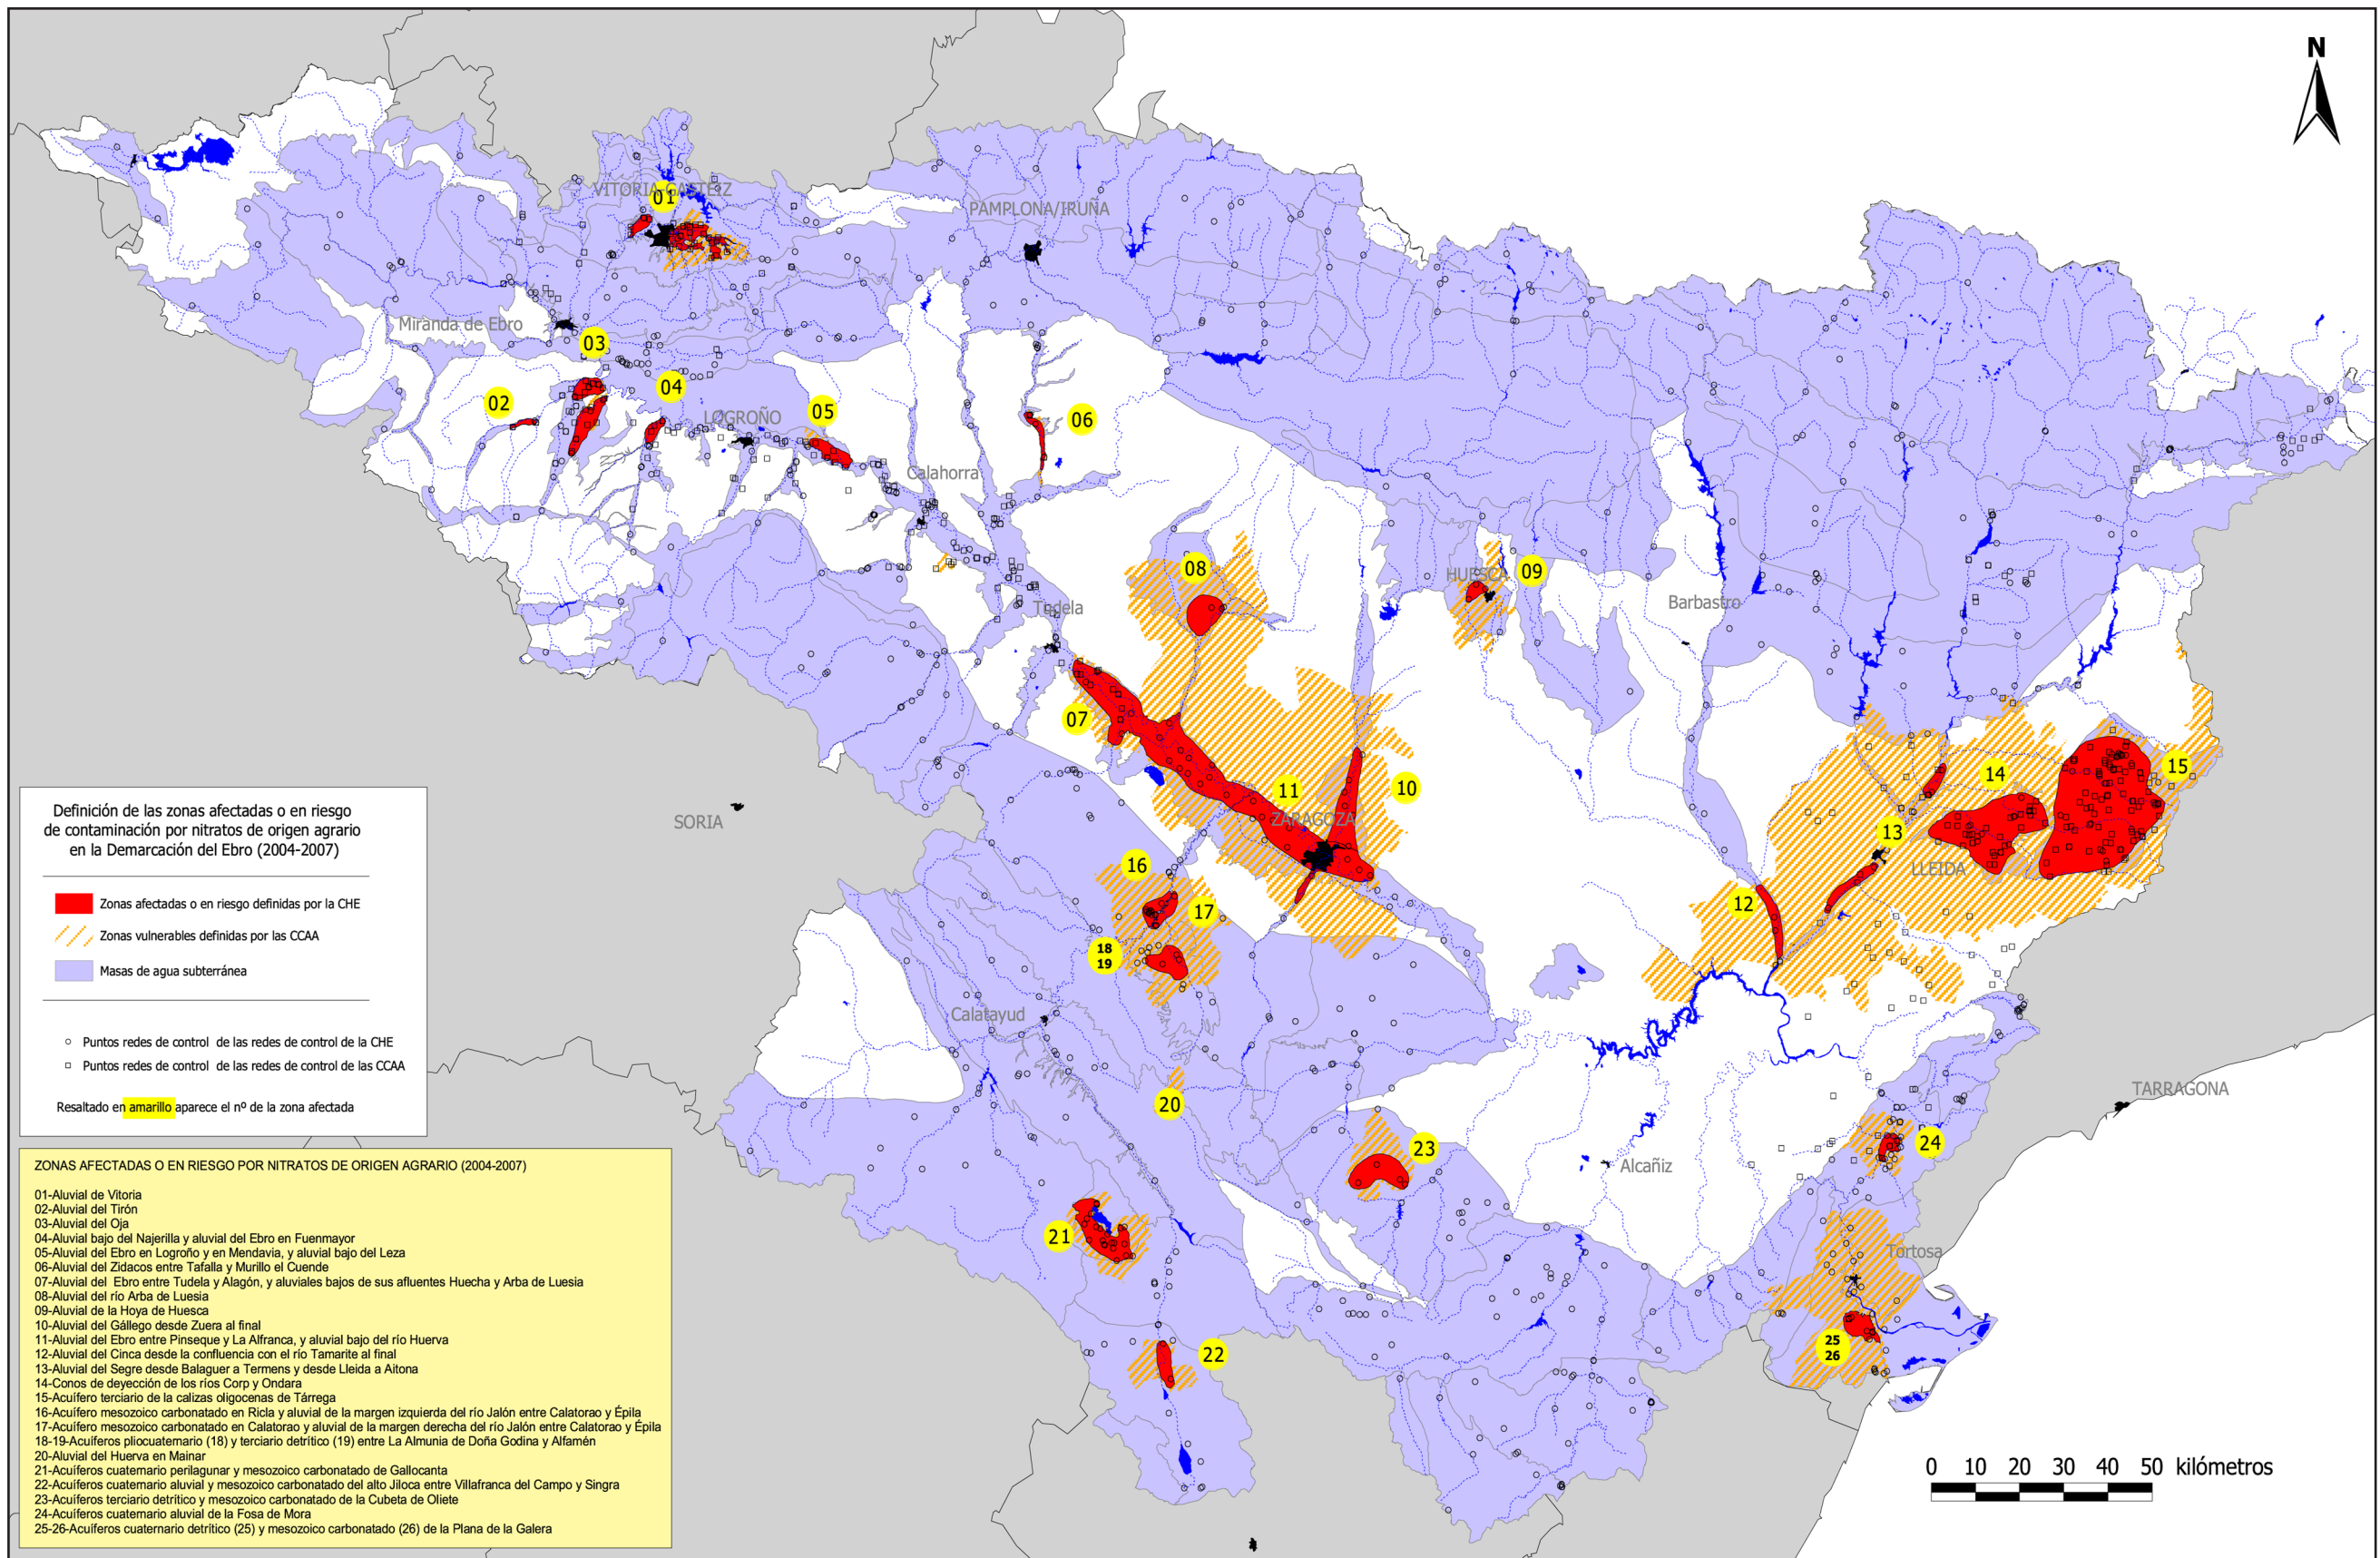 N
VITORIA-GASTEIZ
01
PAMPLONA/IRUÑA
Miranda de Ebro
03
04
02
LOGROÑO
05
06
Calahorra
08
HUESCA
09
Tudela
Barbastro
07
11
10
ZARAGOZA
14
15
13
LLEIDA
12
SORIA
16
17
18
19
Calatayud
20
23
Alcañiz
24
TARRAGONA
21
Tortosa
22
25
26
Definición de las zonas afectadas o en riesgo
de contaminación por nitratos de origen agrario
en la Demarcación del Ebro (2004-2007)
Zonas afectadas o en riesgo definidas por la CHE
Zonas vulnerables definidas por las CCAA
Masas de agua subterránea
Puntos redes de control de las redes de control de la CHE
Puntos redes de control de las redes de control de las CCAA
Resaltado en amarillo aparece el nº de la zona afectada
ZONAS AFECTADAS O EN RIESGO POR NITRATOS DE ORIGEN AGRARIO (2004-2007)
01-Aluvial de Vitoria
02-Aluvial del Tirón
03-Aluvial del Oja
04-Aluvial bajo del Najerilla y aluvial del Ebro en Fuenmayor
05-Aluvial del Ebro en Logroño y en Mendavia, y aluvial bajo del Leza
06-Aluvial del Zidacos entre Tafalla y Murillo el Cuende
07-Aluvial del Ebro entre Tudela y Alagón, y aluviales bajos de sus afluentes Huecha y Arba de Luesia
08-Aluvial del río Arba de Luesia
09-Aluvial de la Hoya de Huesca
10-Aluvial del Gállego desde Zuera al final
11-Aluvial del Ebro entre Pinseque y La Alfranca, y aluvial bajo del río Huerva
12-Aluvial del Cinca desde la confluencia con el río Tamarite al final
13-Aluvial del Segre desde Balaguer a Termens y desde Lleida a Aitona
14-Conos de deyección de los ríos Corp y Ondara
15-Acuífero terciario de la calizas oligocenas de Tárrega
16-Acuífero mesozoico carbonatado en Ricla y aluvial de la margen izquierda del río Jalón entre Calatorao y Épila
17-Acuífero mesozoico carbonatado en Calatorao y aluvial de la margen derecha del río Jalón entre Calatorao y Épila
18-19-Acuíferos pliocuaternario (18) y terciario detrítico (19) entre La Almunia de Doña Godina y Alfamén
20-Aluvial del Huerva en Mainar
21-Acuíferos cuaternario perilagunar y mesozoico carbonatado de Gallocanta
22-Acuíferos cuaternario aluvial y mesozoico carbonatado del alto Jiloca entre Villafranca del Campo y Singra
23-Acuíferos terciario detrítico y mesozoico carbonatado de la Cubeta de Oliete
24-Acuíferos cuaternario aluvial de la Fosa de Mora
25-26-Acuíferos cuaternario detrítico (25) y mesozoico carbonatado (26) de la Plana de la Galera
0 10 20 30 40 50 kilómetros